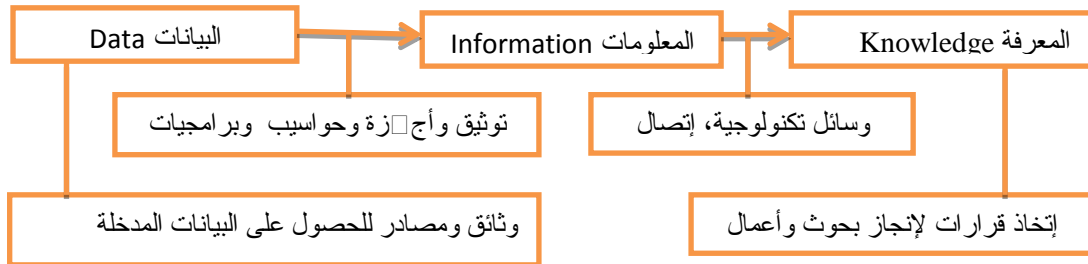 البيانات Data
المعلومات Information
المعرفة Knowledge
توثيق وأج□زة وحواسيب وبرامجيات
وسائل تكنولوجية، إتصال
وثائق ومصادر للحصول على البيانات المدخلة
إتخاذ قرارات لإنجاز بحوث وأعمال